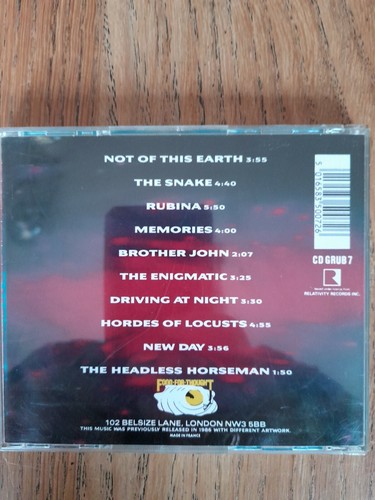 NOT OF THIS EARTH 3:55
THE SNAKE 4:40
RUBINA 5:50
MEMORIES 4:00
BROTHER JOHN 2:07
THE ENIGMATIC 3:25
DRIVING AT NIGHT 3:30
HORDES OF LOCUSTS 4:55
NEW DAY 3:56
THE HEADLESS HORSEMAN 1:50
5 016583 500726
CD GRUB 7
R
RELATIVITY RECORDS INC.
FOOD FOR THOUGHT
102 BELSIZE LANE, LONDON NW3 5BB
THIS MUSIC WAS PREVIOUSLY RELEASED IN 1986 WITH DIFFERENT ARTWORK.
MADE IN FRANCE